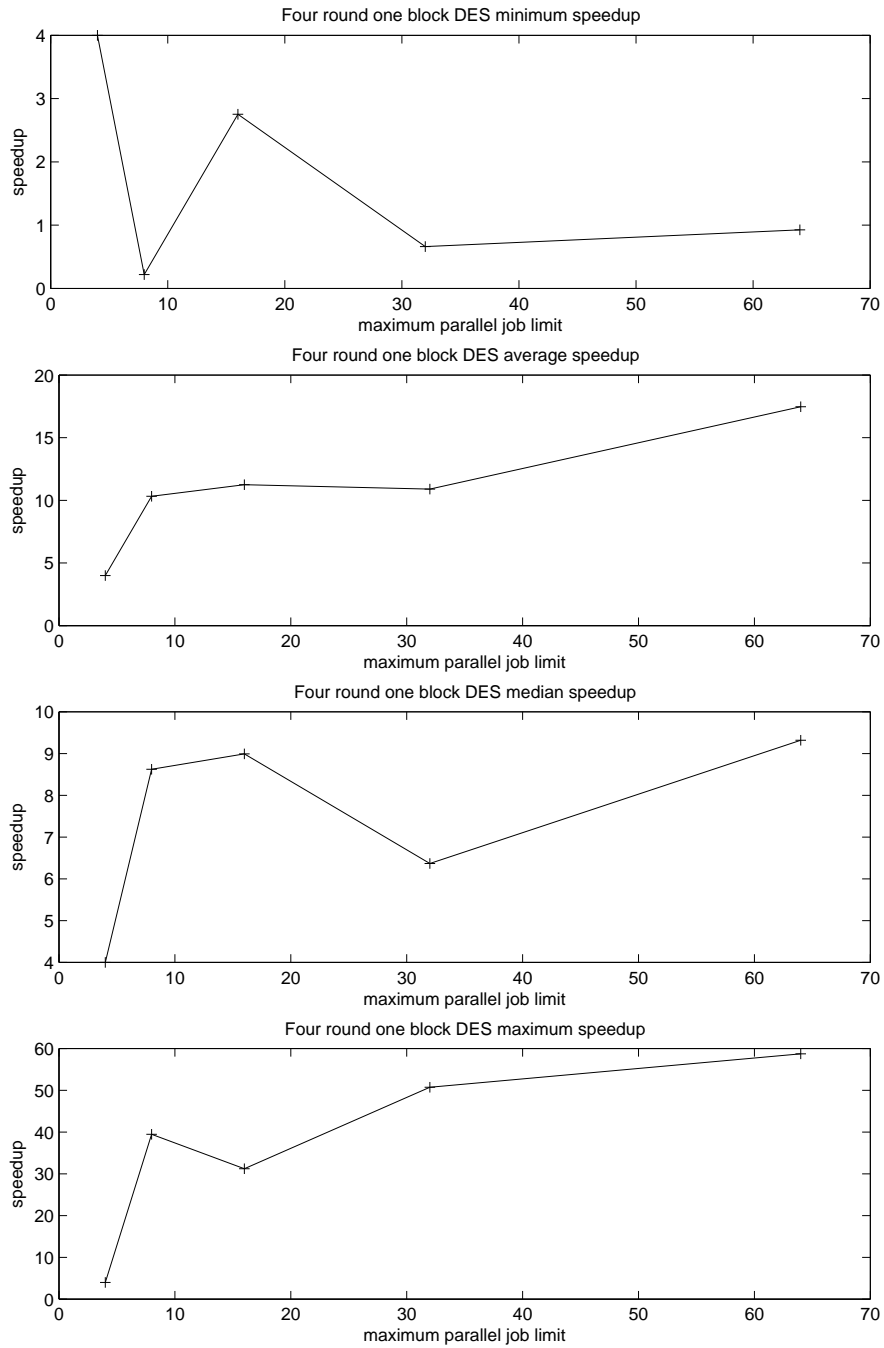 Four round one block DES minimum speedup
4
3
2
1
0
speedup
0 10 20 30 40 50 60 70
maximum parallel job limit
Four round one block DES average speedup
20
15
10
5
0
speedup
0 10 20 30 40 50 60 70
maximum parallel job limit
Four round one block DES median speedup
10
9
8
7
6
5
4
speedup
0 10 20 30 40 50 60 70
maximum parallel job limit
Four round one block DES maximum speedup
60
50
40
30
20
10
0
speedup
0 10 20 30 40 50 60 70
maximum parallel job limit